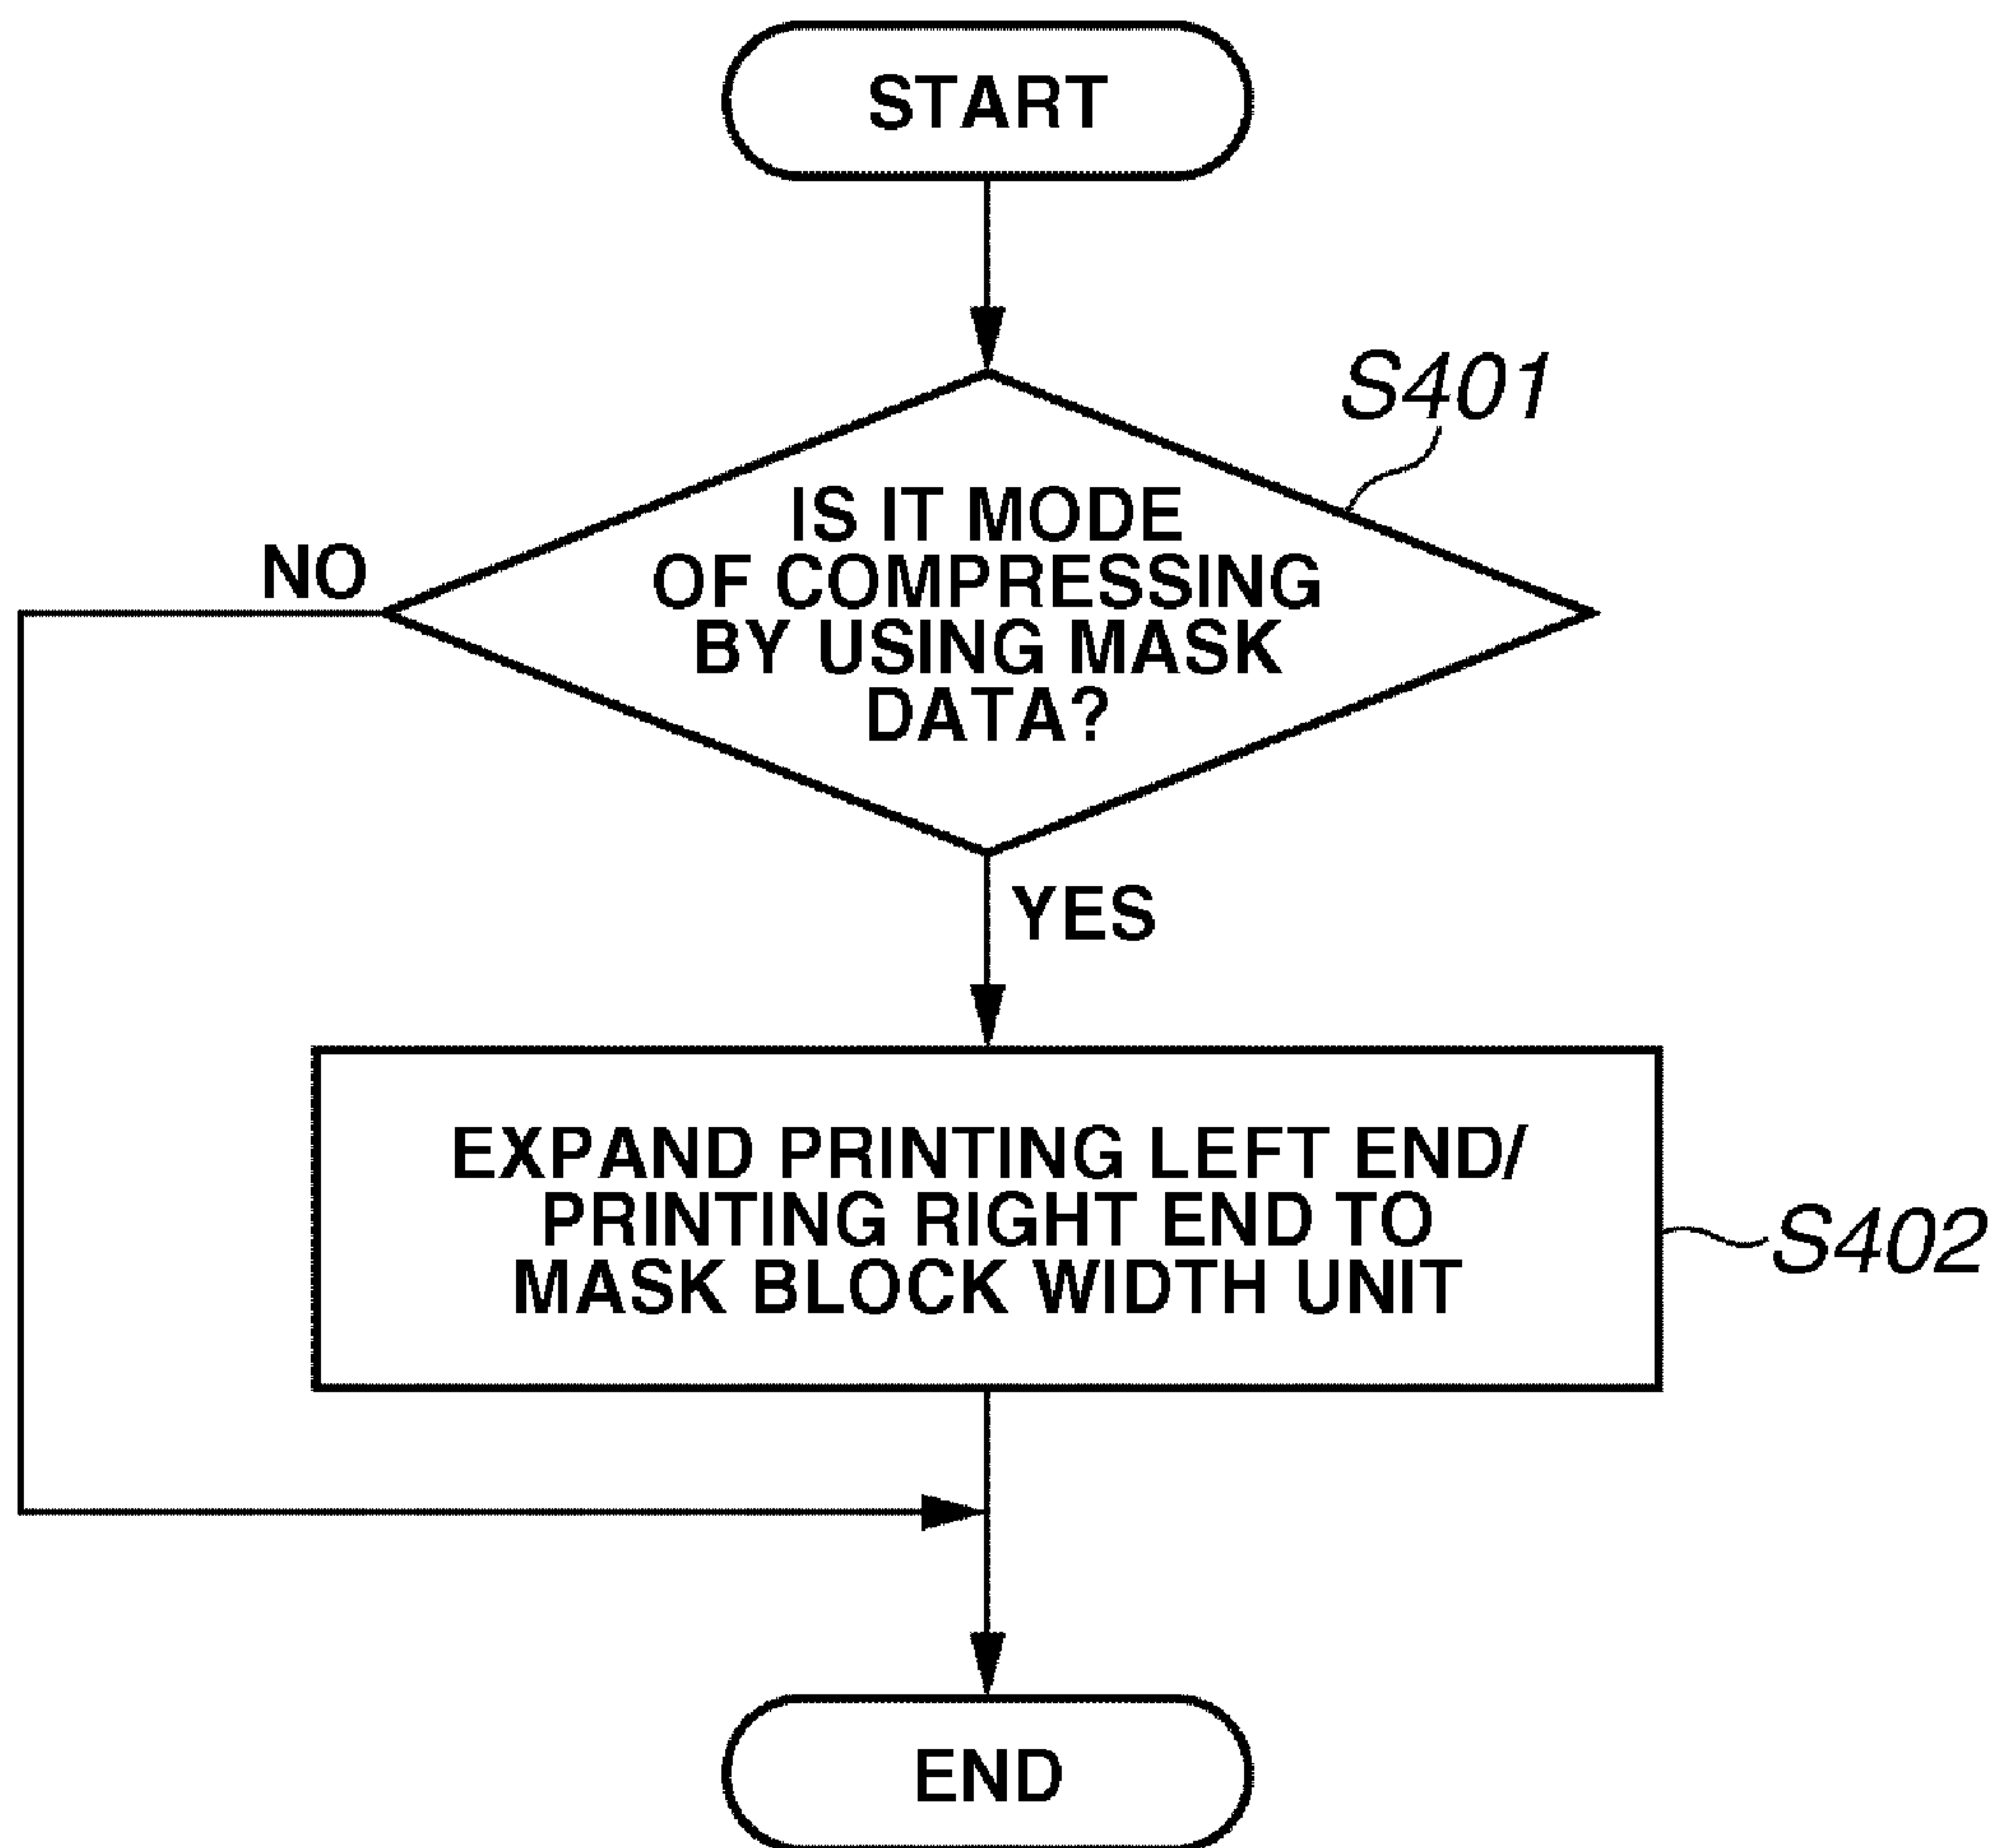 START
S401
IS IT MODE
OF COMPRESSING
BY USING MASK
DATA?
NO
YES
EXPAND PRINTING LEFT END/
PRINTING RIGHT END TO
MASK BLOCK WIDTH UNIT
S402
END